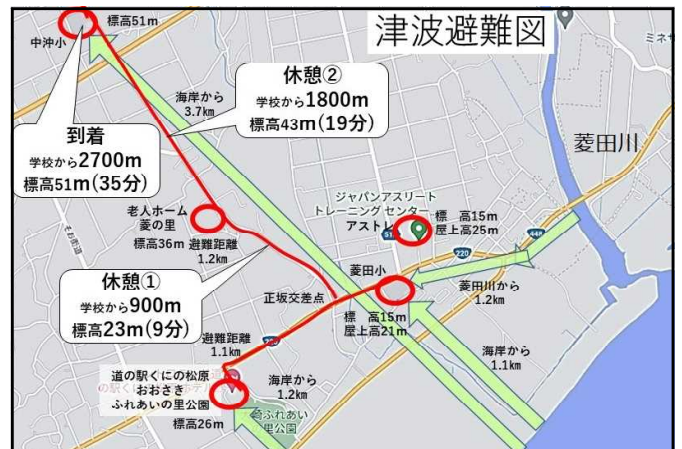 津波避難図
標高51m
中沖小
ミネサ
休憩②
学校から1800m
標高43m(19分)
海岸から
3.7km
到着
学校から2700m
標高51m(35分)
菱田川
ジャパンアスリート
トレーニング センター
アストレ
標 高15m
屋上高25m
老人ホーム
菱の里
標高36m
避難距離
1.2km
448
220
菱田小
菱田川から
1.2km
休憩①
学校から900m
標高23m(9分)
正坂交差点
標 高15m
屋上高21m
避難距離
1.1km
海岸から
1.1km
道の駅くにの松原
おおさき
ふれあいの里公園
海岸から
1.2km
標高26m